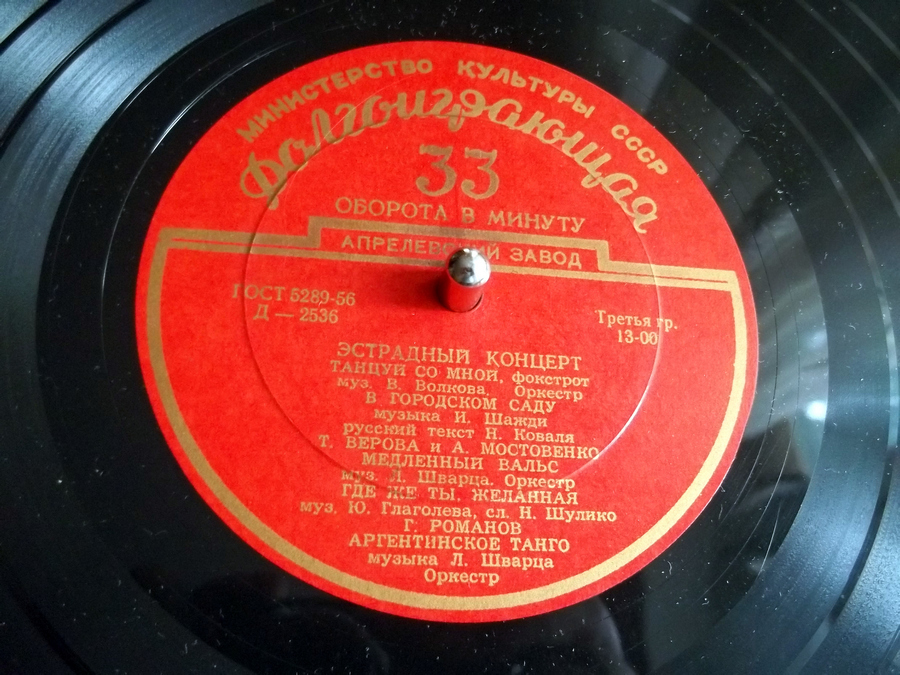 МИНИСТЕРСТВО КУЛЬТУРЫ СССР
Долгоиграющая
33
ОБОРОТА В МИНУТУ
АПРЕЛЕВСКИЙ ЗАВОД
ГОСТ 5289-56
Д — 2536
Третья гр.
13-00
ЭСТРАДНЫЙ КОНЦЕРТ
ТАНЦУЙ СО МНОЙ, фокстрот
муз. В. Волкова, Оркестр
В ГОРОДСКОМ САДУ
музыка И. Шажди
русский текст Н. Коваля
Т. ВЕРОВА и А. МОСТОВЕНКО
МЕДЛЕННЫЙ ВАЛЬС
муз. Л. Шварца. Оркестр
ГДЕ ЖЕ ТЫ, ЖЕЛАННАЯ
муз. Ю. Глаголева, сл. Н. Шулико
Г. РОМАНОВ
АРГЕНТИНСКОЕ ТАНГО
музыка Л. Шварца
Оркестр